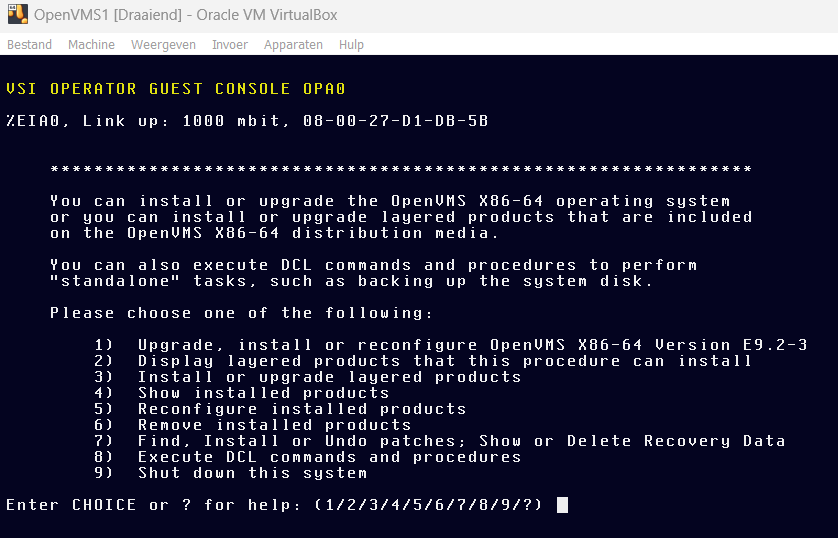 OpenVMS1 [Draaiend] - Oracle VM VirtualBox
Bestand Machine Weergeven Invoer Apparaten Hulp
VSI OPERATOR GUEST CONSOLE OPA0
%EIA0, Link up: 1000 mbit, 08-00-27-D1-DB-5B
****************************************************************
You can install or upgrade the OpenVMS X86-64 operating system
or you can install or upgrade layered products that are included
on the OpenVMS X86-64 distribution media.
You can also execute DCL commands and procedures to perform
"standalone" tasks, such as backing up the system disk.
Please choose one of the following:
1) Upgrade, install or reconfigure OpenVMS X86-64 Version E9.2-3
2) Display layered products that this procedure can install
3) Install or upgrade layered products
4) Show installed products
5) Reconfigure installed products
6) Remove installed products
7) Find, Install or Undo patches; Show or Delete Recovery Data
8) Execute DCL commands and procedures
9) Shut down this system
Enter CHOICE or ? for help: (1/2/3/4/5/6/7/8/9/?)